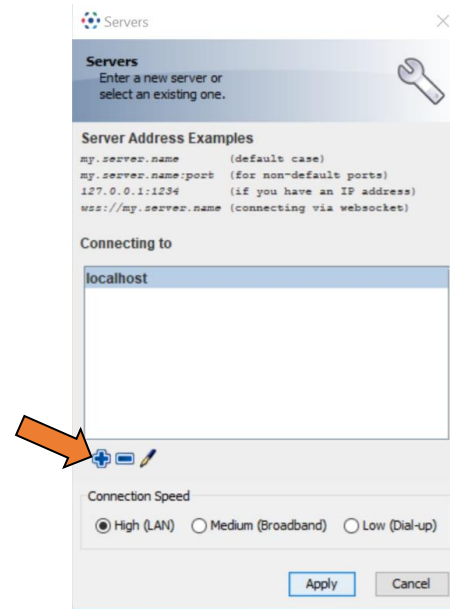 Servers
Servers
Enter a new server or
select an existing one.
Server Address Examples
my.server.name (default case)
my.server.name:port (for non-default ports)
127.0.0.1:1234 (if you have an IP address)
wss://my.server.name (connecting via websocket)
Connecting to
localhost
Connection Speed
High (LAN) Medium (Broadband) Low (Dial-up)
Apply Cancel